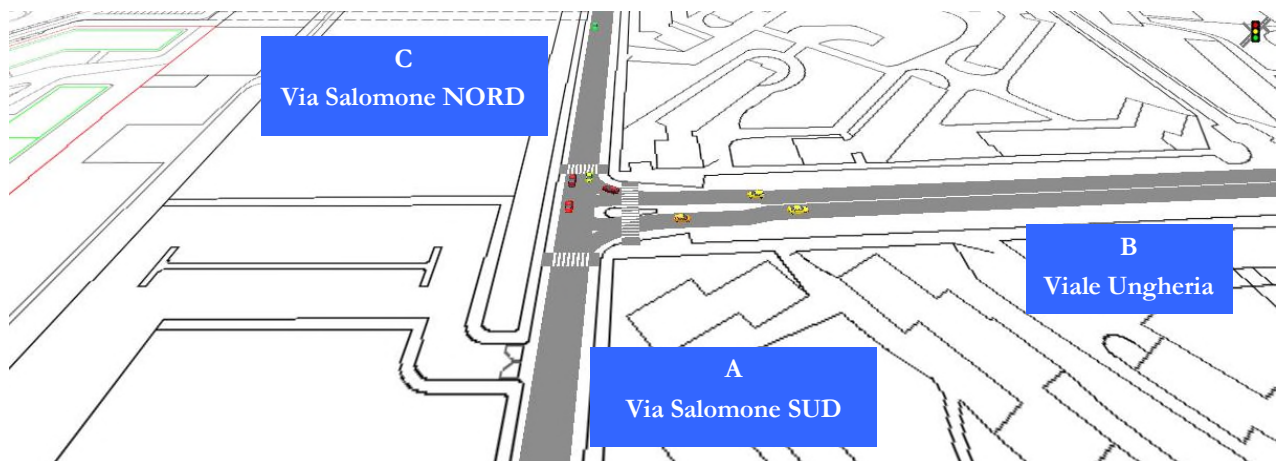 C
Via Salomone NORD
B
Viale Ungheria
A
Via Salomone SUD